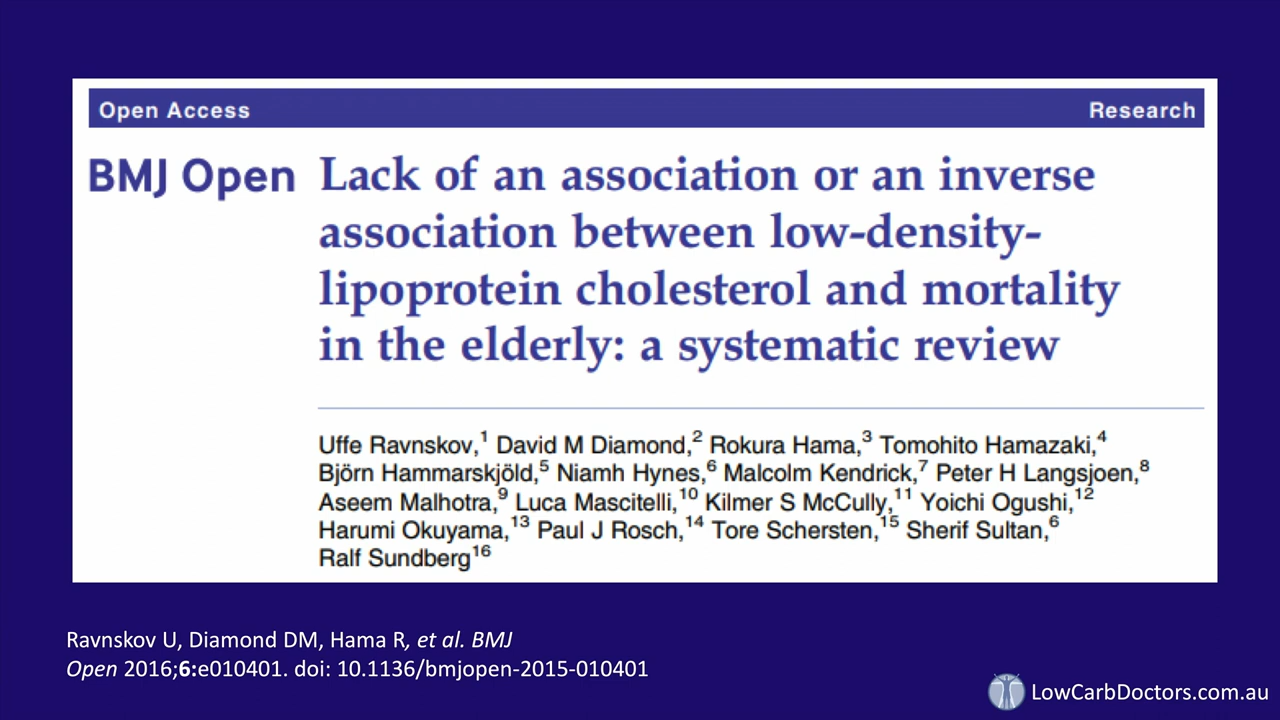 Open Access Research
BMJ Open
Lack of an association or an inverse
association between low-density-
lipoprotein cholesterol and mortality
in the elderly: a systematic review
Uffe Ravnskov,1 David M Diamond,2 Rokura Hama,3 Tomohito Hamazaki,4
Björn Hammarskjöld,5 Niamh Hynes,6 Malcolm Kendrick,7 Peter H Langsjoen,8
Aseem Malhotra,9 Luca Mascitelli,10 Kilmer S McCully,11 Yoichi Ogushi,12
Harumi Okuyama,13 Paul J Rosch,14 Tore Schersten,15 Sherif Sultan,6
Ralf Sundberg16
Ravnskov U, Diamond DM, Hama R, et al. BMJ
Open 2016;6:e010401. doi: 10.1136/bmjopen-2015-010401
LowCarbDoctors.com.au